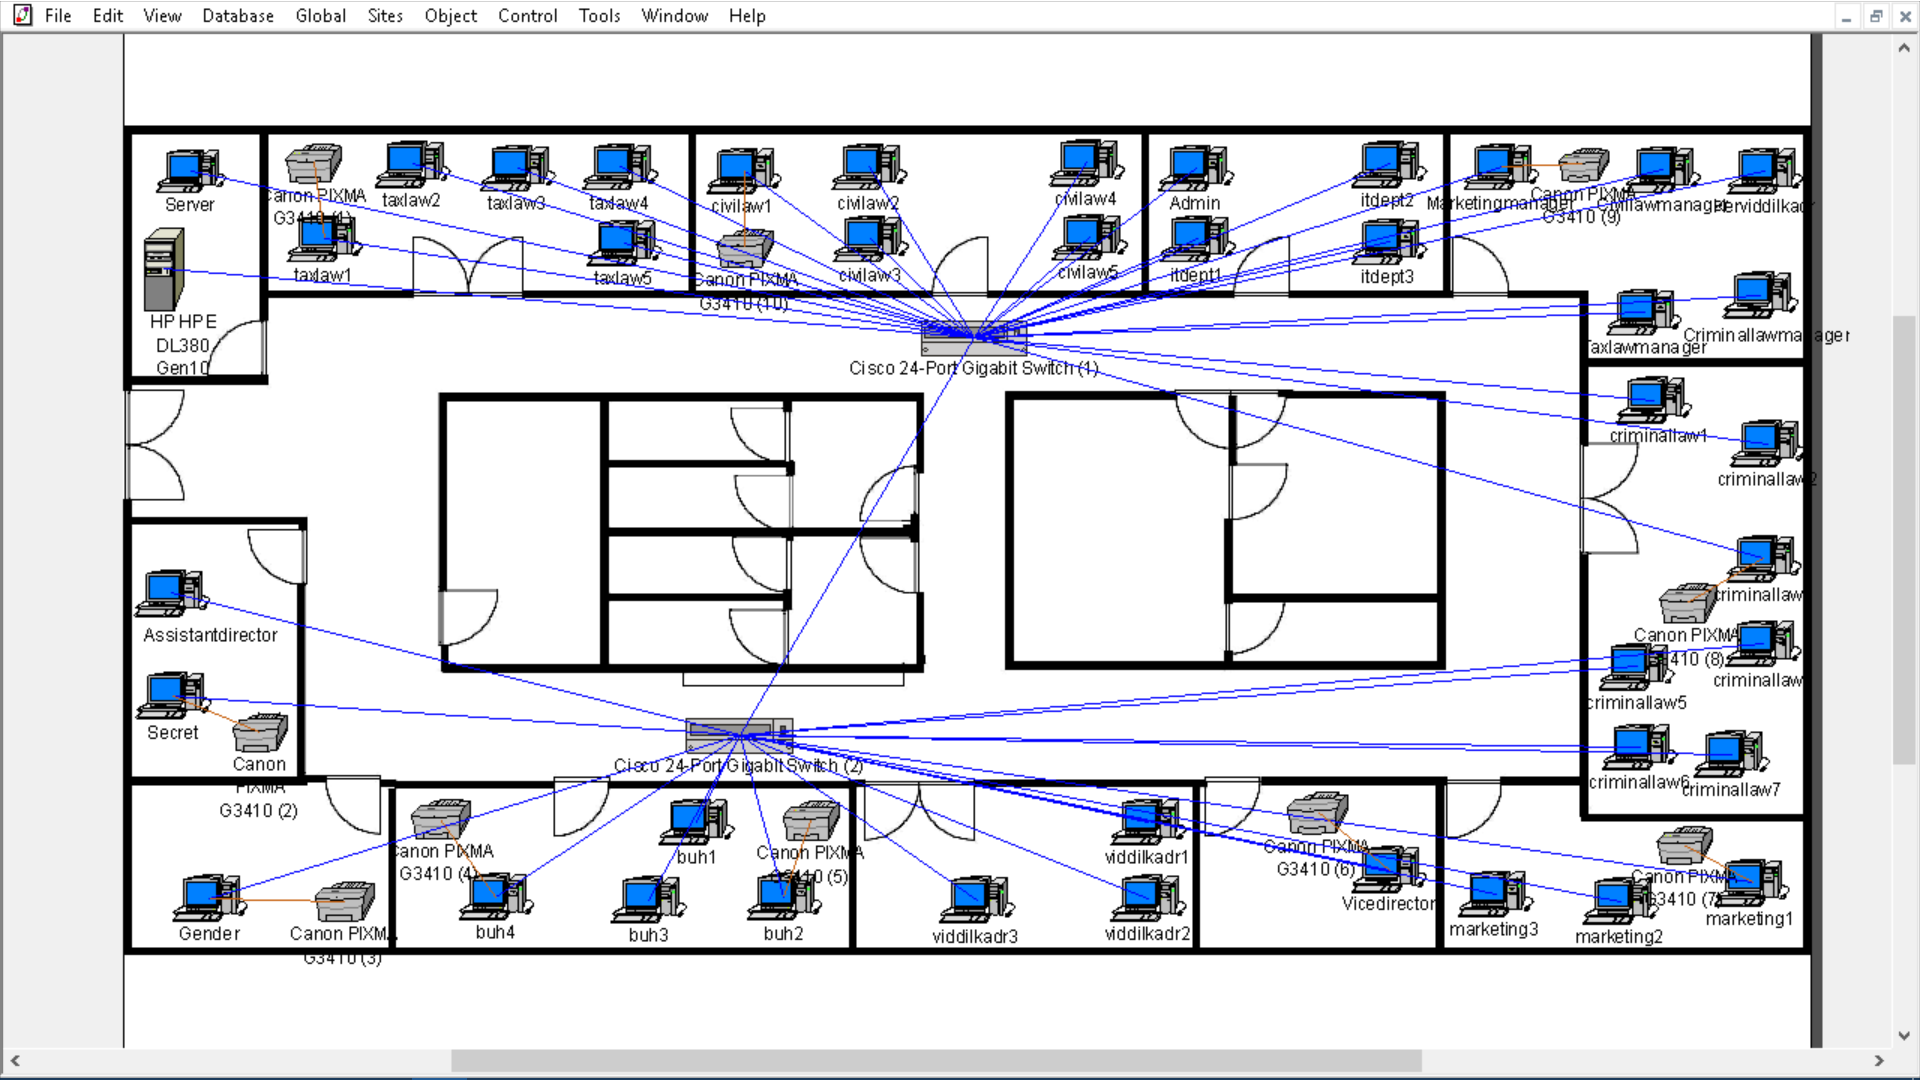 File Edit View Database Global Sites Object Control Tools Window Help
Server
Canon PIXMA
G3410 (1)
taxlaw2
taxlaw3
taxlaw4
taxlaw1
taxlaw5
civilaw1
civilaw2
civilaw4
Canon PIXMA
G3410 (10)
civilaw3
civilaw5
Admin
itdept2
itdept1
itdept3
Marketingmanager
Canon PIXMA
G3410 (9)
HP HPE
DL380
Gen10
Cisco 24-Port Gigabit Switch (1)
axlawmanager
Criminallawmanager
criminallaw1
criminallaw2
criminallaw
Canon PIXMA
410 (8)
criminallaw
criminallaw5
criminallaw6
criminallaw7
Assistantdirector
Secret
Canon
PIXMA
G3410 (2)
Cisco 24-Port Gigabit Switch (2)
Gender
Canon PIXMA
G3410 (3)
Canon PIXMA
G3410 (4)
buh4
buh1
buh3
Canon PIXMA
G3410 (5)
buh2
viddilkadr3
viddilkadr1
viddilkadr2
Canon PIXMA
G3410 (6)
Vicedirector
marketing3
marketing2
Canon PIXMA
G3410 (7)
marketing1